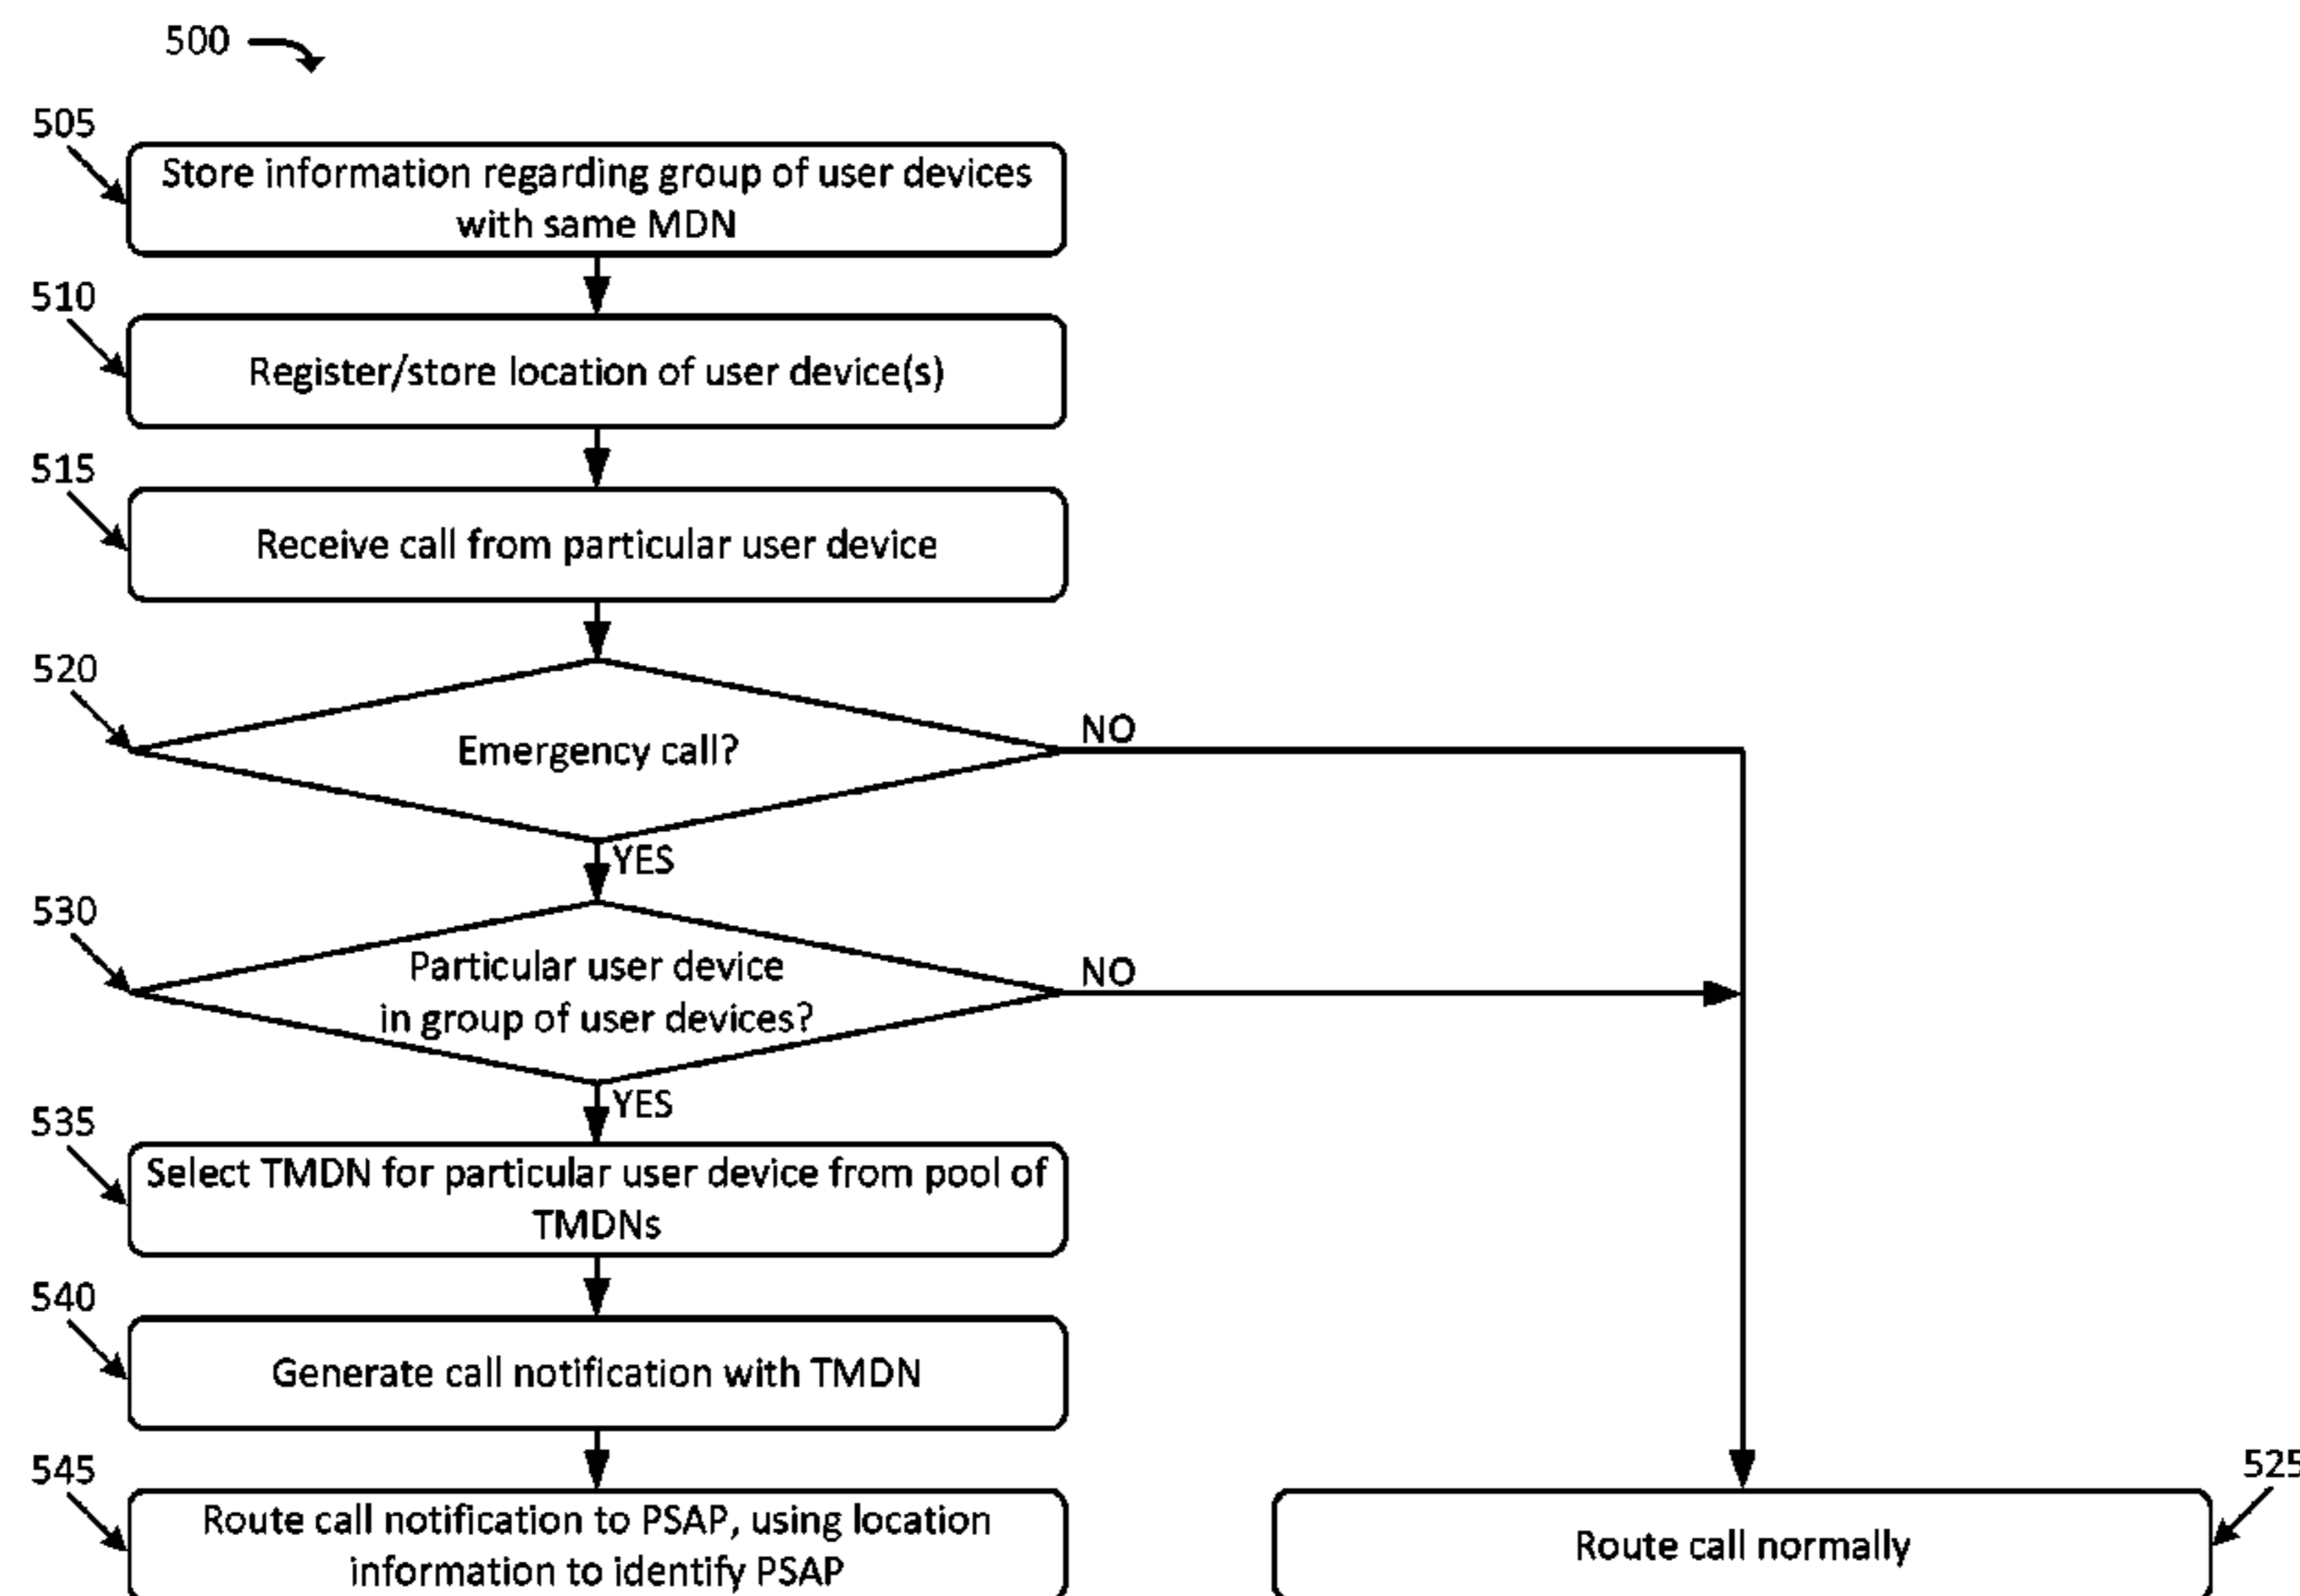 500
505
Store information regarding group of user devices
with same MDN
510
Register/store location of user device(s)
515
Receive call from particular user device
520
Emergency call?
NO
YES
530
Particular user device
in group of user devices?
NO
YES
535
Select TMDN for particular user device from pool of
TMDNs
540
Generate call notification with TMDN
545
Route call notification to PSAP, using location
information to identify PSAP
525
Route call normally